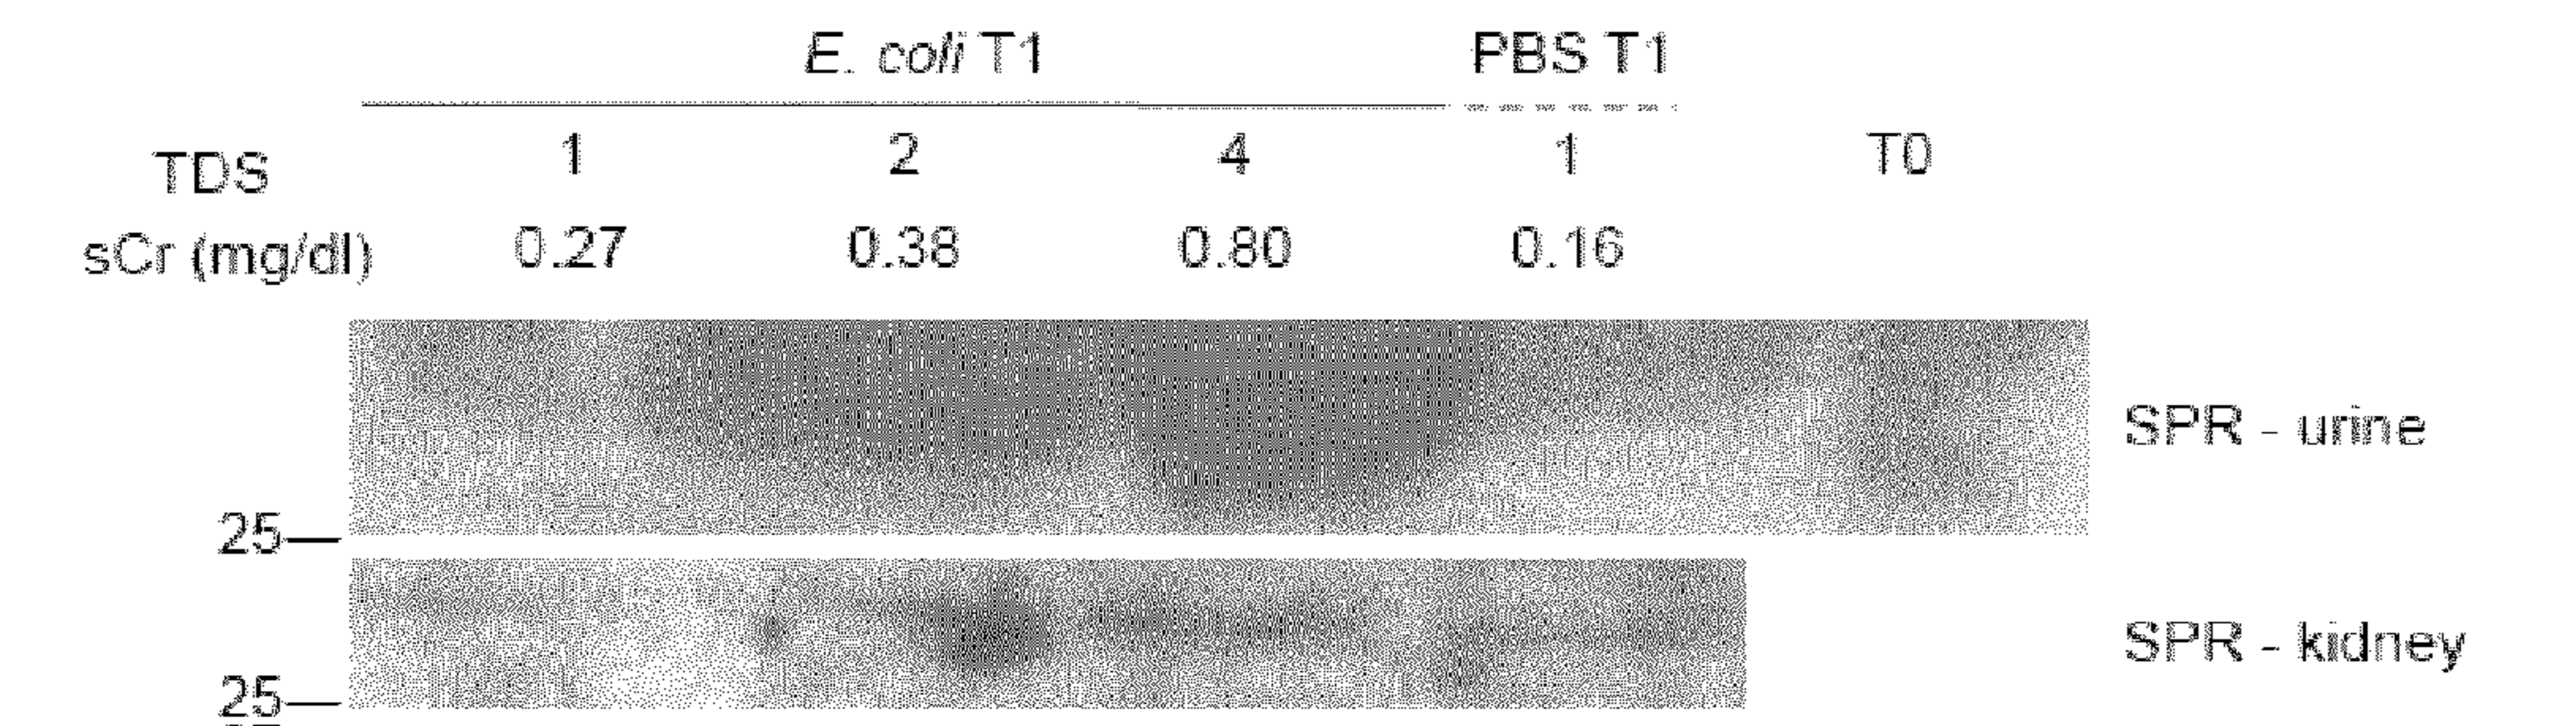 E. coli T1 PBS T1
TDS 1 2 4 1 T0
sCr (mg/dl) 0.27 0.38 0.80 0.16
SPR - urine
25
SPR - kidney
25